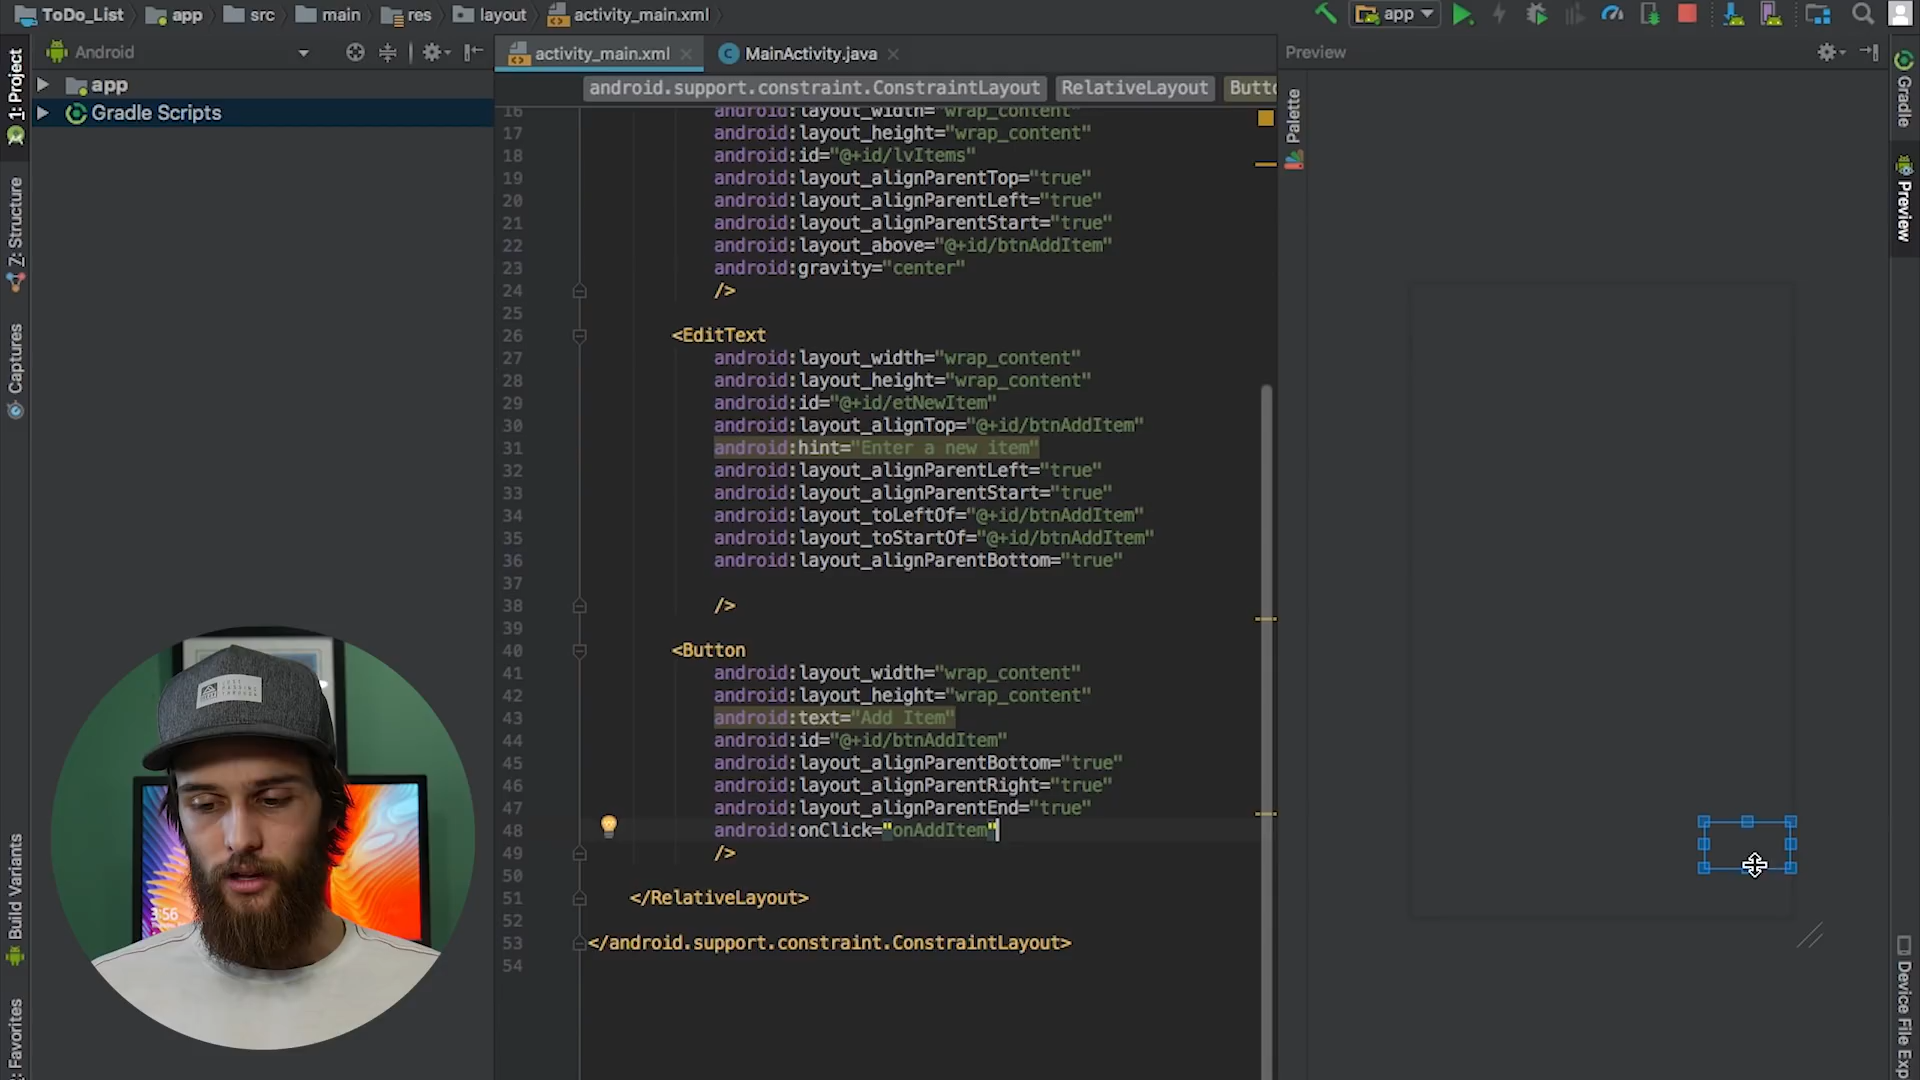 ToDo_List app src main res layout activity_main.xml app
Android
activity_main.xml MainActivity.java
Preview
android.support.constraint.ConstraintLayout RelativeLayout Butto
app
Gradle Scripts
1: Project
7: Structure
Captures
Build Variants
Favorites
16 android:layout_width="wrap_content"
17 android:layout_height="wrap_content"
18 android:id="@+id/lvItems"
19 android:layout_alignParentTop="true"
20 android:layout_alignParentLeft="true"
21 android:layout_alignParentStart="true"
22 android:layout_above="@+id/btnAddItem"
23 android:gravity="center"
24 />
25
26 <EditText
27 android:layout_width="wrap_content"
28 android:layout_height="wrap_content"
29 android:id="@+id/etNewItem"
30 android:layout_alignTop="@+id/btnAddItem"
31 android:hint="Enter a new item"
32 android:layout_alignParentLeft="true"
33 android:layout_alignParentStart="true"
34 android:layout_toLeftOf="@+id/btnAddItem"
35 android:layout_toStartOf="@+id/btnAddItem"
36 android:layout_alignParentBottom="true"
37
38 />
39
40 <Button
41 android:layout_width="wrap_content"
42 android:layout_height="wrap_content"
43 android:text="Add Item"
44 android:id="@+id/btnAddItem"
45 android:layout_alignParentBottom="true"
46 android:layout_alignParentRight="true"
47 android:layout_alignParentEnd="true"
48 android:onClick="onAddItem"
49 />
50
51 </RelativeLayout>
52
53 </android.support.constraint.ConstraintLayout>
54
Palette
Gradle
Preview
Device File Exp
3:56